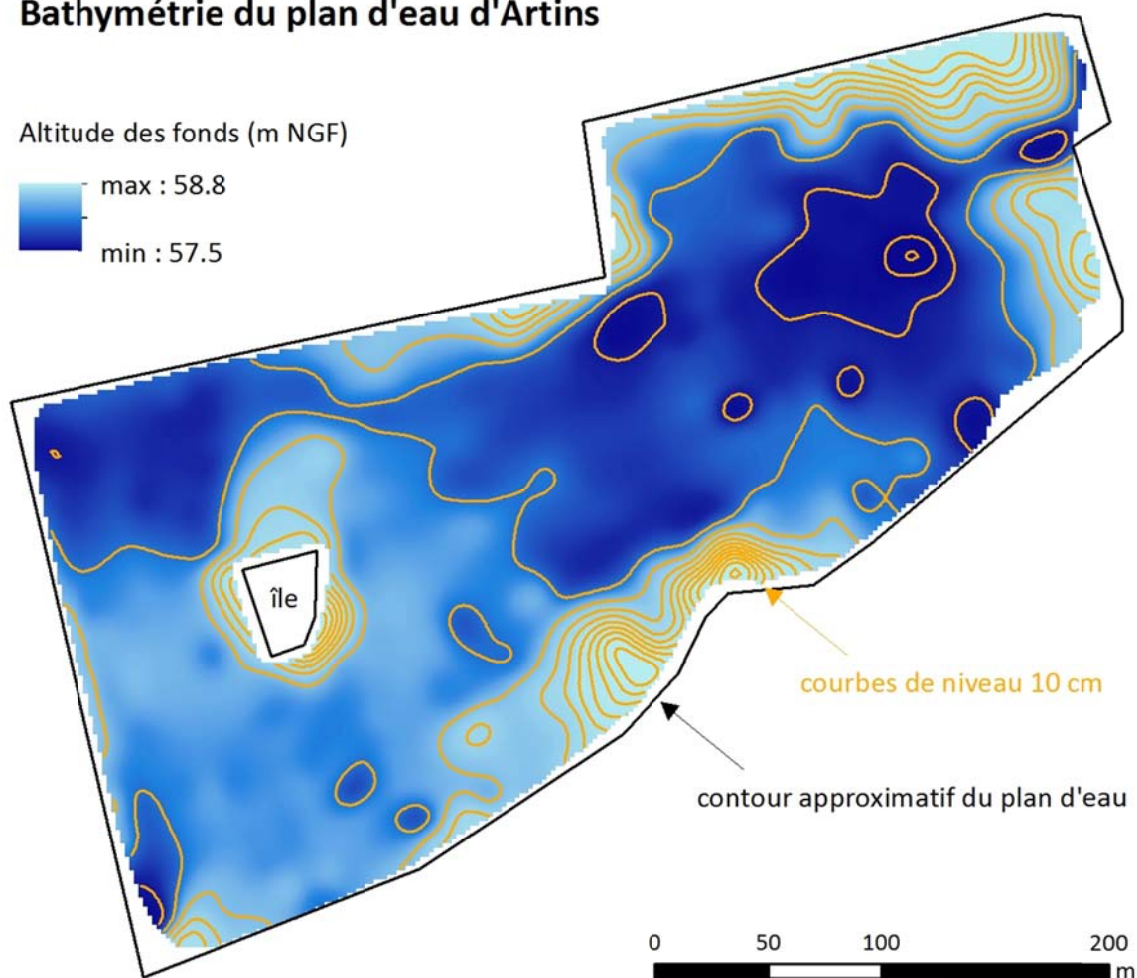 Bathymétrie du plan d'eau d'Artins
Altitude des fonds (m NGF)
max : 58.8
min : 57.5
île
courbes de niveau 10 cm
contour approximatif du plan d'eau
0 50 100 200
m